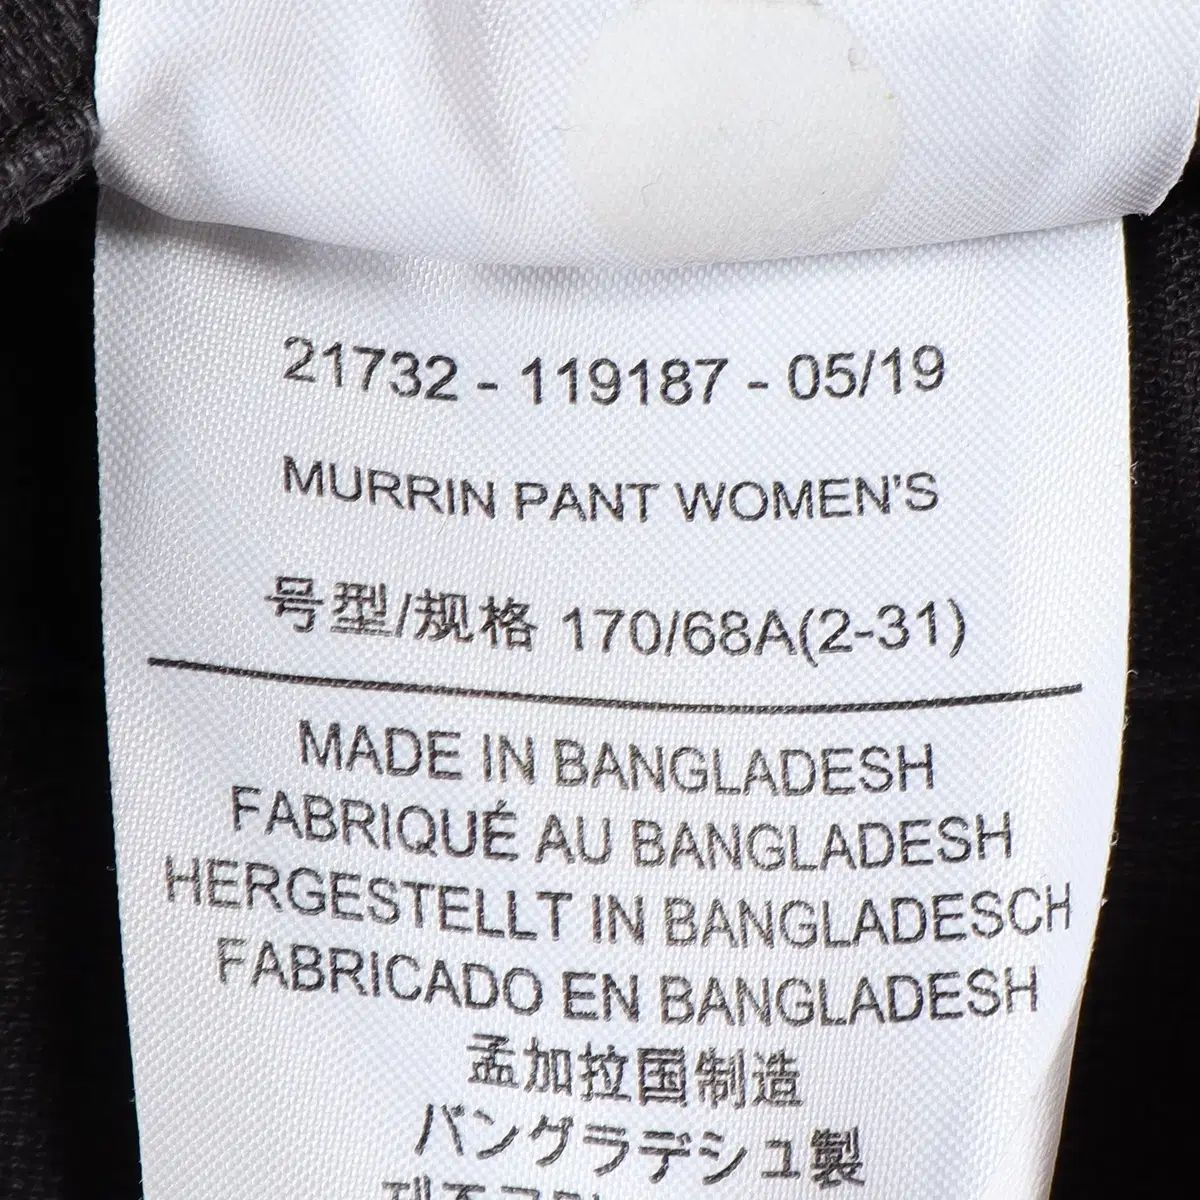 21732 - 119187 - 05/19
MURRIN PANT WOMEN'S
号型/规格 170/68A(2-31)
MADE IN BANGLADESH
FABRIQUÉ AU BANGLADESH
HERGESTELLT IN BANGLADESCH
FABRICADO EN BANGLADESH
孟加拉国制造
バングラデシュ製